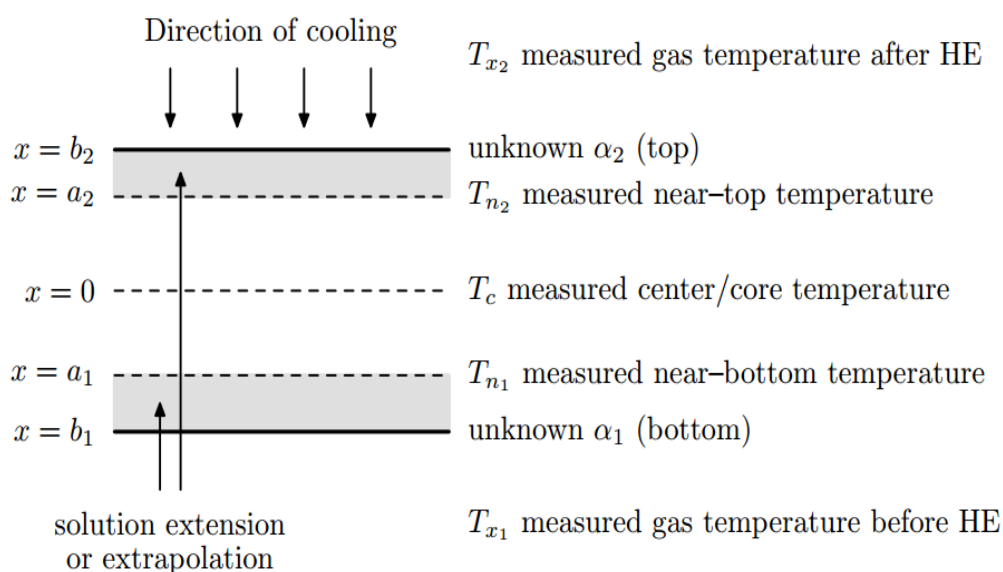 Direction of cooling
T_{x_2} measured gas temperature after HE
x = b_2
unknown α_2 (top)
x = a_2
T_{n_2} measured near–top temperature
x = 0
T_c measured center/core temperature
x = a_1
T_{n_1} measured near–bottom temperature
x = b_1
unknown α_1 (bottom)
solution extension
or extrapolation
T_{x_1} measured gas temperature before HE